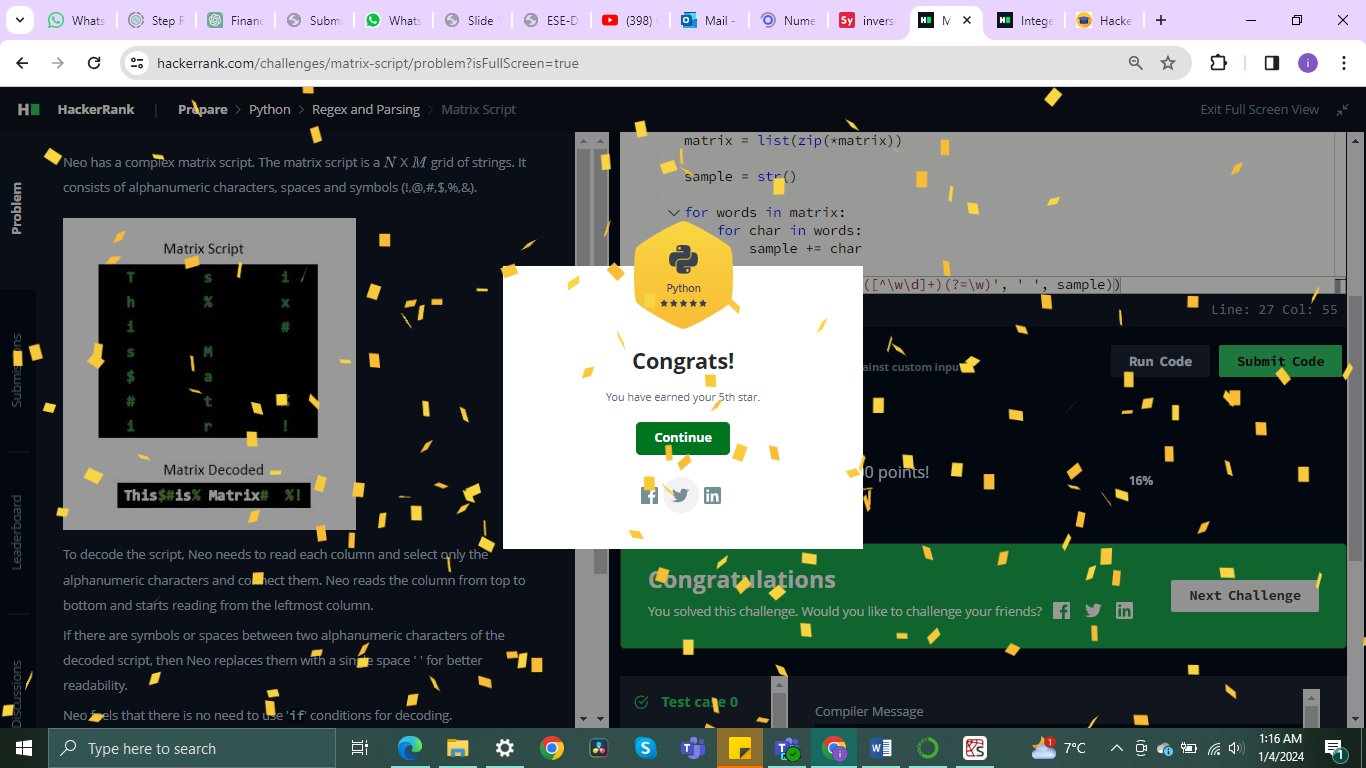 Whats
Step F
Financ
Subm
Whats
Slide
ESE-D
(398)
Mail -
Nume
invers
M
Intege
Hacke
hackerrank.com/challenges/matrix-script/problem?isFullScreen=true
HackerRank | Prepare > Python > Regex and Parsing > Matrix Script
Exit Full Screen View
Problem
Submissions
Leaderboard
Discussions
Neo has a complex matrix script. The matrix script is a N X M grid of strings. It
consists of alphanumeric characters, spaces and symbols (!,@,#,$,%,&).
Matrix Script
T s i
h % x
i #
s M
$ a
# t %
i r !
Matrix Decoded
This$#is% Matrix#  %!
To decode the script, Neo needs to read each column and select only the
alphanumeric characters and connect them. Neo reads the column from top to
bottom and starts reading from the leftmost column.
If there are symbols or spaces between two alphanumeric characters of the
decoded script, then Neo replaces them with a single space ' ' for better
readability.
Neo feels that there is no need to use 'if' conditions for decoding.
matrix = list(zip(*matrix))
sample = str()
for words in matrix:
for char in words:
sample += char
([^\w\d]+)(?=\w)', ' ', sample))
Line: 27 Col: 55
Python
Congrats!
You have earned your 5th star.
Continue
ainst custom input
Run Code
Submit Code
0 points!
16%
Congratulations
You solved this challenge. Would you like to challenge your friends?
Next Challenge
Test case 0
Compiler Message
Type here to search
7°C
1:16 AM
1/4/2024
1